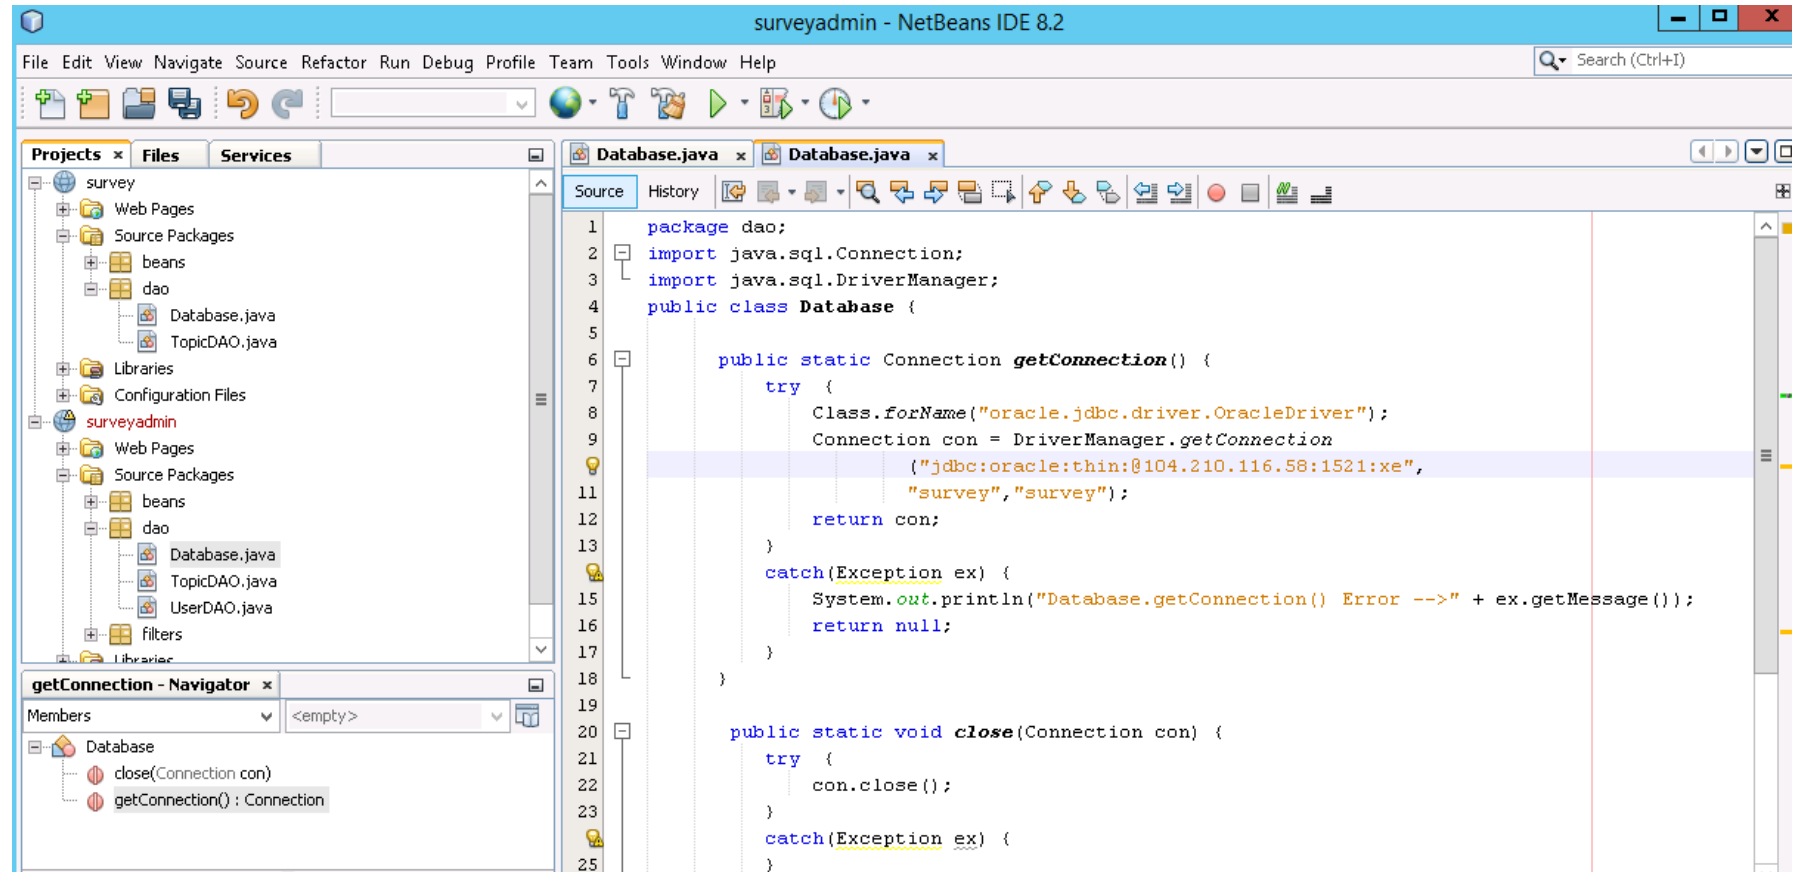 surveyadmin - NetBeans IDE 8.2
File Edit View Navigate Source Refactor Run Debug Profile Team Tools Window Help
Search (Ctrl+I)
Projects Files Services
survey
Web Pages
Source Packages
beans
dao
Database.java
TopicDAO.java
Libraries
Configuration Files
surveyadmin
Web Pages
Source Packages
beans
dao
Database.java
TopicDAO.java
UserDAO.java
filters
Libraries
getConnection - Navigator
Members
<empty>
Database
close(Connection con)
getConnection() : Connection
Database.java Database.java
Source History
1 package dao;
2 import java.sql.Connection;
3 import java.sql.DriverManager;
4 public class Database {
5
6 public static Connection getConnection() {
7 try {
8 Class.forName("oracle.jdbc.driver.OracleDriver");
9 Connection con = DriverManager.getConnection
("jdbc:oracle:thin:@104.210.116.58:1521:xe",
11 "survey","survey");
12 return con;
13 }
catch(Exception ex) {
15 System.out.println("Database.getConnection() Error -->" + ex.getMessage());
16 return null;
17 }
18 }
19
20 public static void close(Connection con) {
21 try {
22 con.close();
23 }
catch(Exception ex) {
25 }